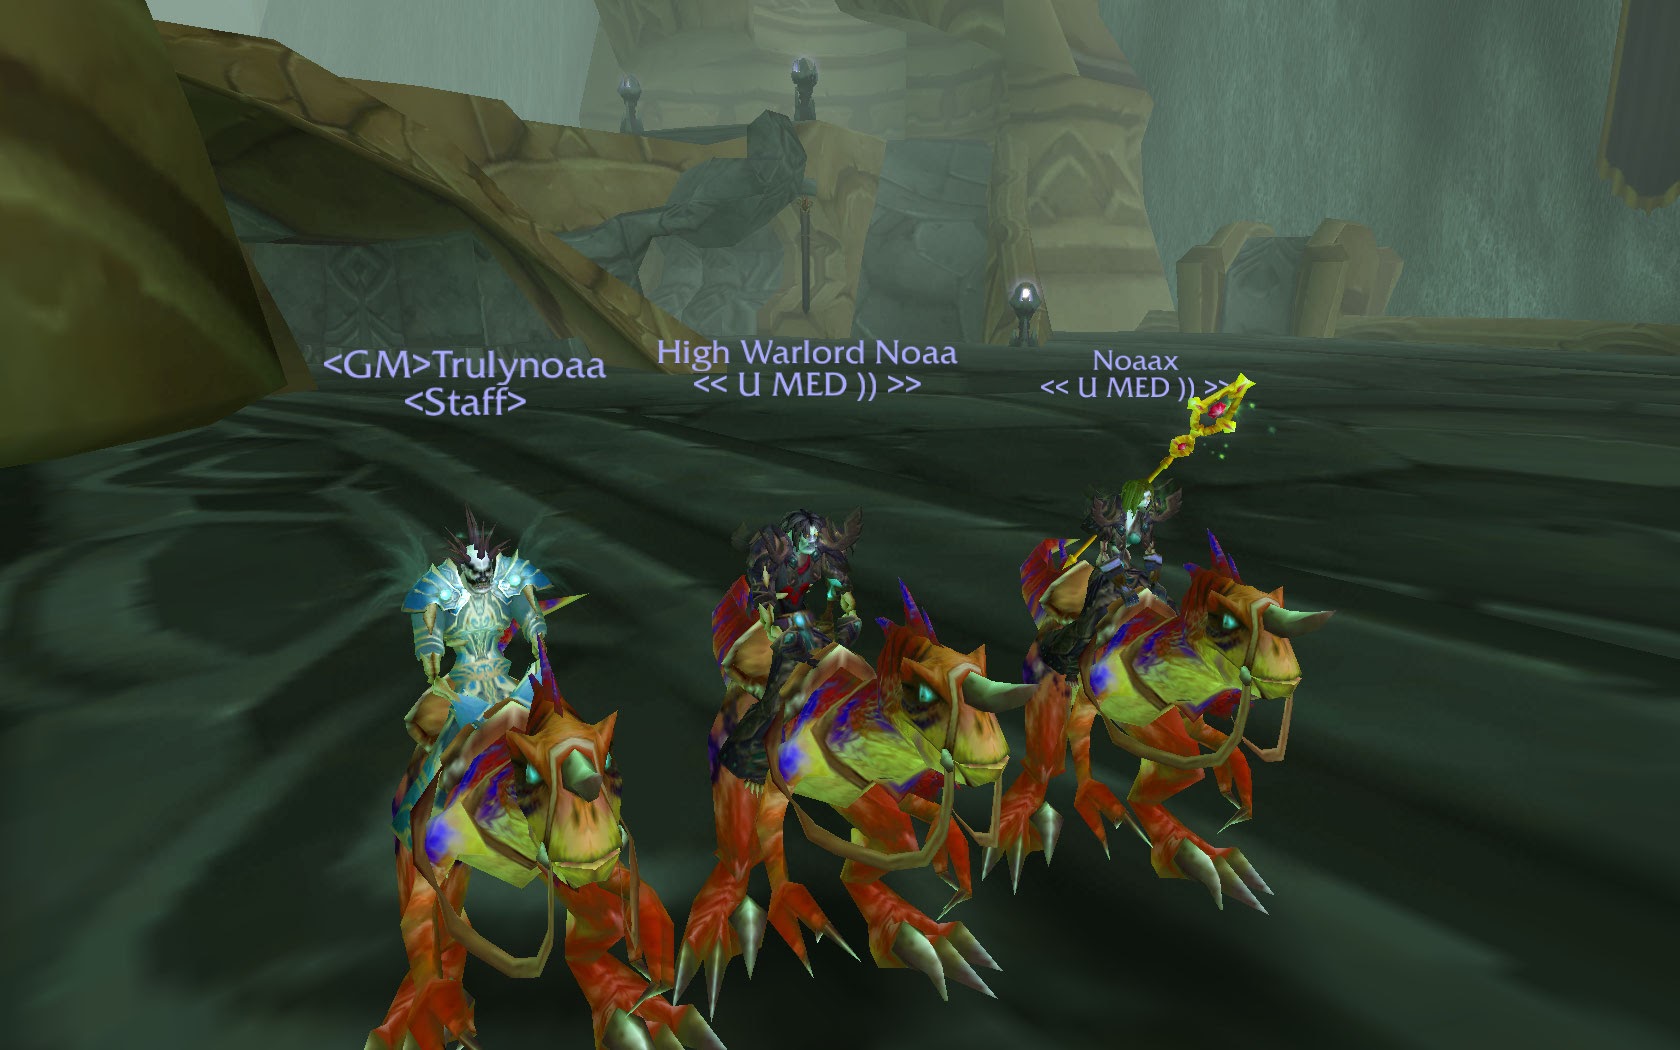 <GM>Trulynoaa
<Staff>
High Warlord Noaa
<< U MED )) >>
Noaax
<< U MED )) >>